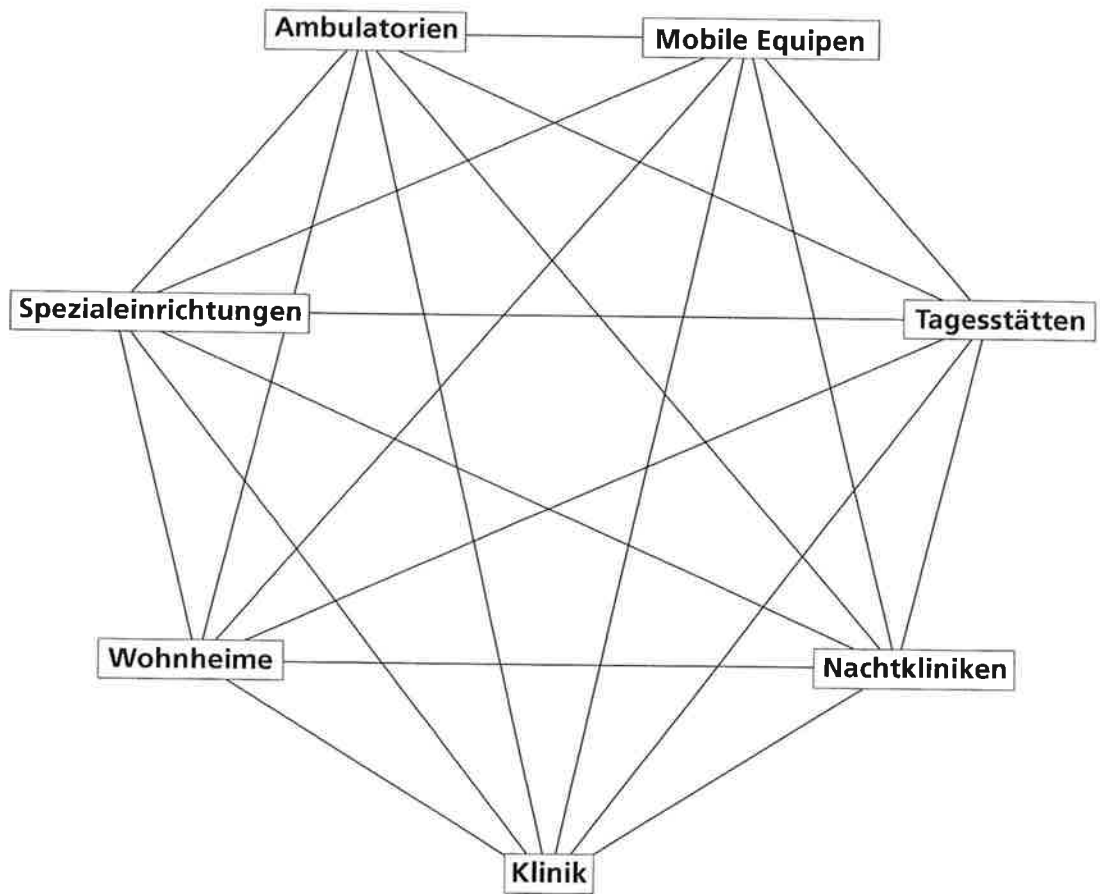 Ambulatorien
Mobile Equipen
Spezialeinrichtungen
Tagesstätten
Wohnheime
Nachtkliniken
Klinik